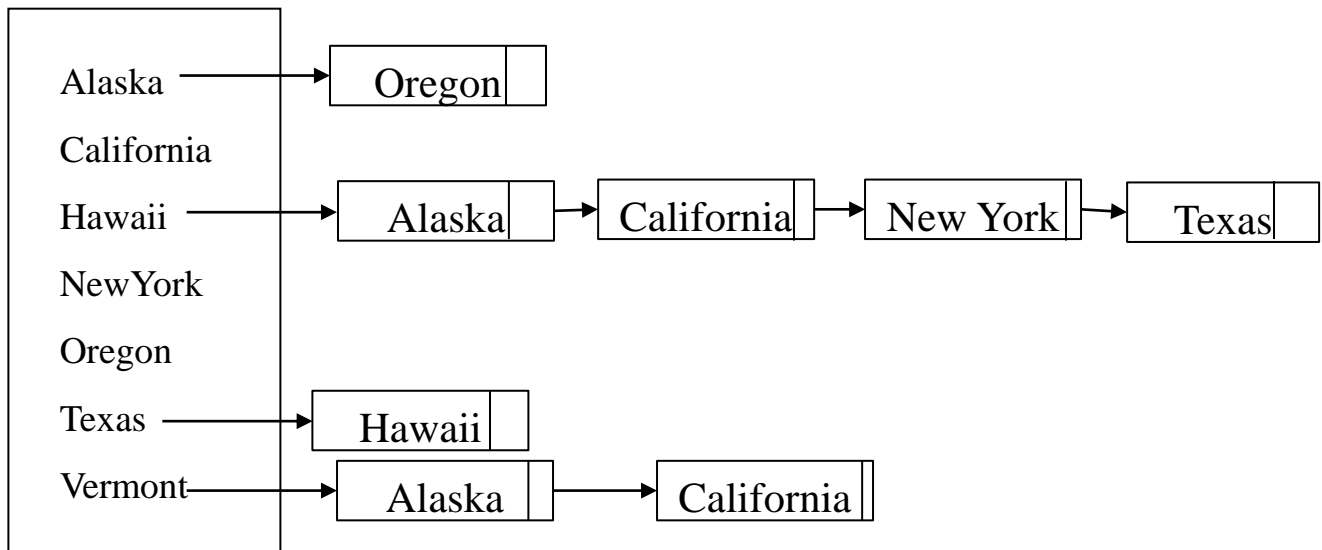 Alaska Oregon
California
Hawaii Alaska California New York Texas
NewYork
Oregon
Texas Hawaii
Vermont Alaska California